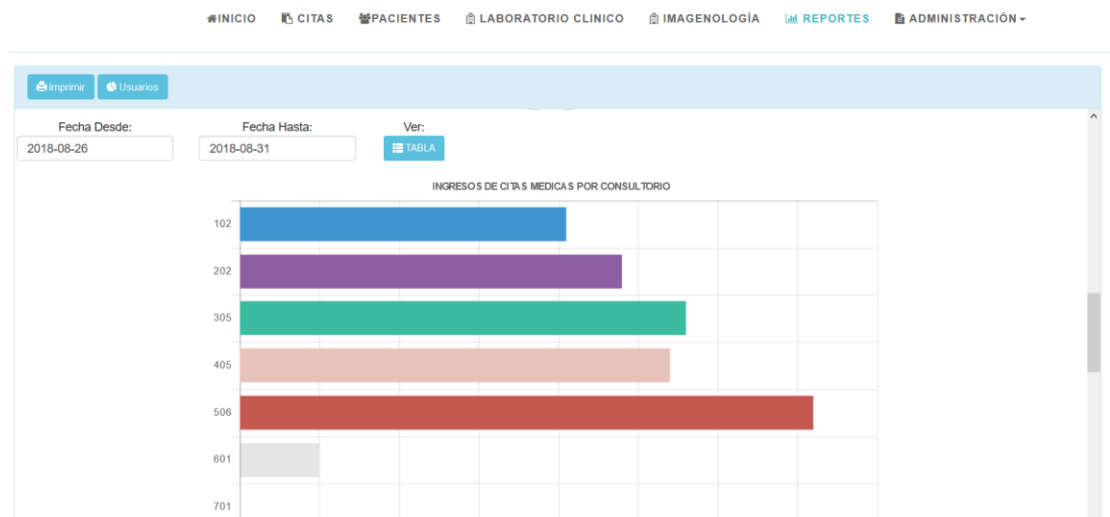 INICIO CITAS PACIENTES LABORATORIO CLINICO IMAGENOLOGÍA REPORTES ADMINISTRACIÓN
Imprimir Usuarios
Fecha Desde: Fecha Hasta: Ver:
2018-08-26 2018-08-31 TABLA
INGRESOS DE CITAS MEDICAS POR CONSULTORIO
102
202
305
405
506
601
701